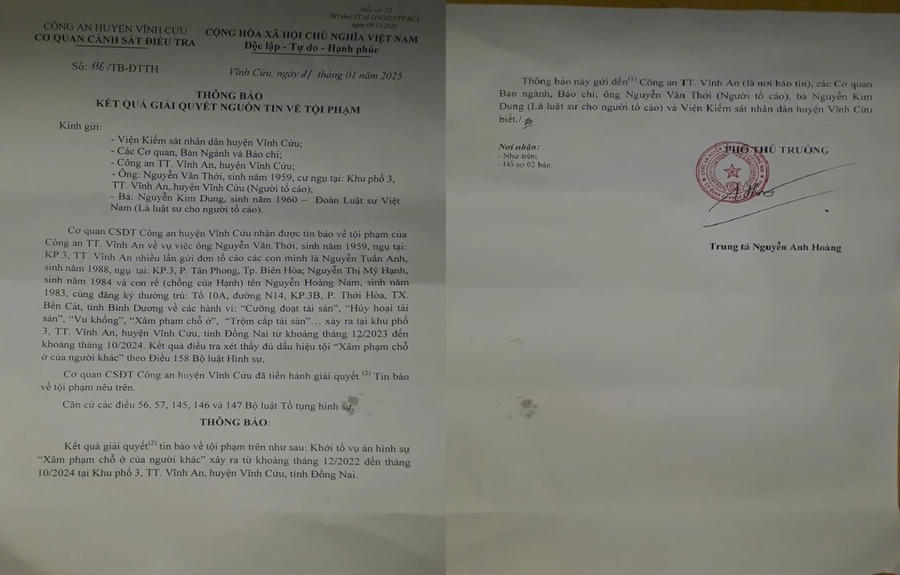 Mẫu số 23
BH theo TT số 119/2021/TT-BCA
ngày 08/12/2021
CÔNG AN HUYỆN VĨNH CỬU
CƠ QUAN CẢNH SÁT ĐIỀU TRA
CỘNG HÒA XÃ HỘI CHỦ NGHĨA VIỆT NAM
Độc lập - Tự do - Hạnh phúc
Số: 156/TB-ĐTTH
Vĩnh Cửu, ngày 21 tháng 01 năm 2025
THÔNG BÁO
KẾT QUẢ GIẢI QUYẾT NGUỒN TIN VỀ TỘI PHẠM
Kính gửi:
- Viện Kiểm sát nhân dân huyện Vĩnh Cửu;
- Các Cơ quan, Ban Ngành và Báo chí;
- Công an TT. Vĩnh An, huyện Vĩnh Cửu;
- Ông: Nguyễn Văn Thới, sinh năm 1959, cư ngụ tại: Khu phố 3,
TT. Vĩnh An, huyện Vĩnh Cửu (Người tố cáo);
- Bà: Nguyễn Kim Dung, sinh năm 1960 – Đoàn Luật sư Việt
Nam (Là luật sư cho người tố cáo).
Cơ quan CSĐT Công an huyện Vĩnh Cửu nhận được tin báo về tội phạm của
Công an TT. Vĩnh An về vụ việc ông Nguyễn Văn Thới, sinh năm 1959, ngụ tại:
KP.3, TT. Vĩnh An nhiều lần gửi đơn tố cáo các con mình là Nguyễn Tuấn Anh,
sinh năm 1988, ngụ tại: KP.3, P. Tân Phong, Tp. Biên Hòa; Nguyễn Thị Mỹ Hạnh,
sinh năm 1984 và con rể (chồng của Hạnh) tên Nguyễn Hoàng Nam, sinh năm
1983, cùng đăng ký thường trú: Tổ 10A, đường N14, KP.3B, P. Thới Hòa, TX.
Bến Cát, tỉnh Bình Dương về các hành vi: “Cưỡng đoạt tài sản”, “Hủy hoại tài
sản”, “Vu khống”, “Xâm phạm chỗ ở”, “Trộm cắp tài sản”… xảy ra tại khu phố
3, TT. Vĩnh An, huyện Vĩnh Cửu, tỉnh Đồng Nai từ khoảng tháng 12/2023 đến
khoảng tháng 10/2024. Kết quả điều tra xét thấy đủ dấu hiệu tội “Xâm phạm chỗ
ở của người khác” theo Điều 158 Bộ luật Hình sự.
Cơ quan CSĐT Công an huyện Vĩnh Cửu đã tiến hành giải quyết (2) Tin báo
về tội phạm nêu trên.
Căn cứ các điều 56, 57, 145, 146 và 147 Bộ luật Tố tụng hình sự,
THÔNG BÁO:
Kết quả giải quyết(2) tin báo về tội phạm trên như sau: Khởi tố vụ án hình sự
“Xâm phạm chỗ ở của người khác” xảy ra từ khoảng tháng 12/2022 đến tháng
10/2024 tại Khu phố 3, TT. Vĩnh An, huyện Vĩnh Cửu, tỉnh Đồng Nai.
Thông báo này gửi đến(1) Công an TT. Vĩnh An (là nơi báo tin), các Cơ quan
Ban ngành, Báo chí; ông Nguyễn Văn Thới (Người tố cáo), bà Nguyễn Kim
Dung (Là luật sư cho người tố cáo) và Viện Kiểm sát nhân dân huyện Vĩnh Cửu
biết./.
Nơi nhận:
- Như trên;
- Hồ sơ 02 bản.
PHÓ THỦ TRƯỞNG
Trung tá Nguyễn Anh Hoàng